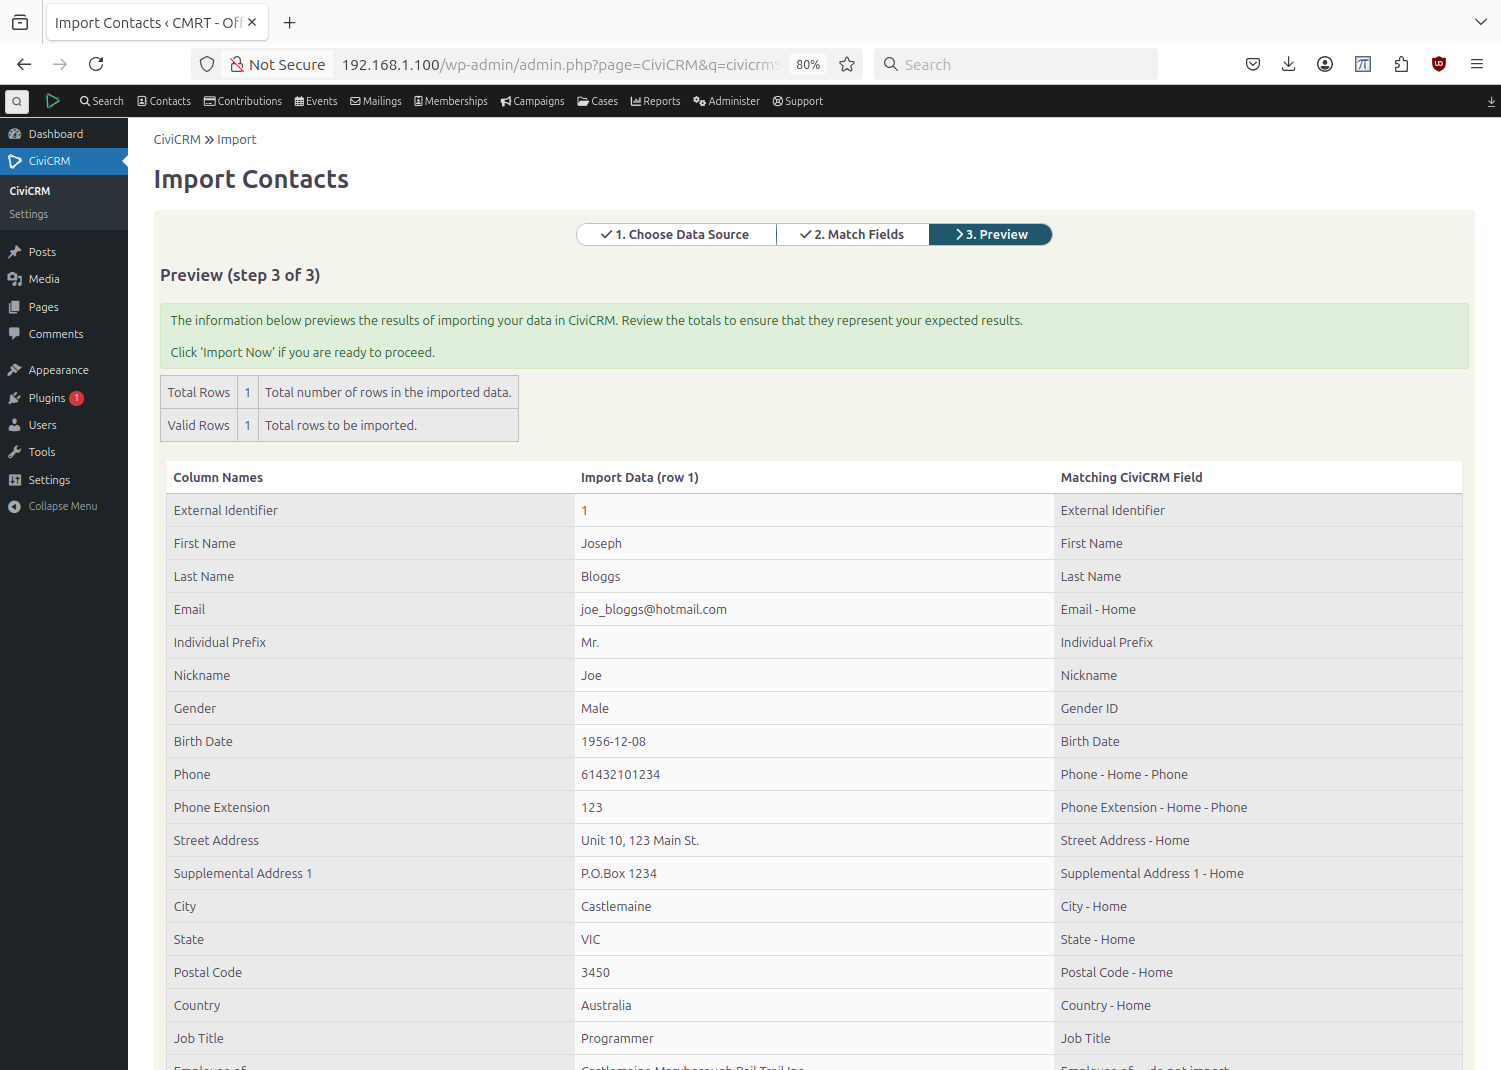 Import Contacts ‹ CMRT - Off
Not Secure 192.168.1.100/wp-admin/admin.php?page=CiviCRM&q=civicrm% 80% Search
Search Contacts Contributions Events Mailings Memberships Campaigns Cases Reports Administer Support
Dashboard
CiviCRM
CiviCRM
Settings
Posts
Media
Pages
Comments
Appearance
Plugins 1
Users
Tools
Settings
Collapse Menu
CiviCRM » Import
Import Contacts
1. Choose Data Source 2. Match Fields 3. Preview
Preview (step 3 of 3)
The information below previews the results of importing your data in CiviCRM. Review the totals to ensure that they represent your expected results.
Click 'Import Now' if you are ready to proceed.
Total Rows 1 Total number of rows in the imported data.
Valid Rows 1 Total rows to be imported.
Column Names Import Data (row 1) Matching CiviCRM Field
External Identifier 1 External Identifier
First Name Joseph First Name
Last Name Bloggs Last Name
Email joe_bloggs@hotmail.com Email - Home
Individual Prefix Mr. Individual Prefix
Nickname Joe Nickname
Gender Male Gender ID
Birth Date 1956-12-08 Birth Date
Phone 61432101234 Phone - Home - Phone
Phone Extension 123 Phone Extension - Home - Phone
Street Address Unit 10, 123 Main St. Street Address - Home
Supplemental Address 1 P.O.Box 1234 Supplemental Address 1 - Home
City Castlemaine City - Home
State VIC State - Home
Postal Code 3450 Postal Code - Home
Country Australia Country - Home
Job Title Programmer Job Title